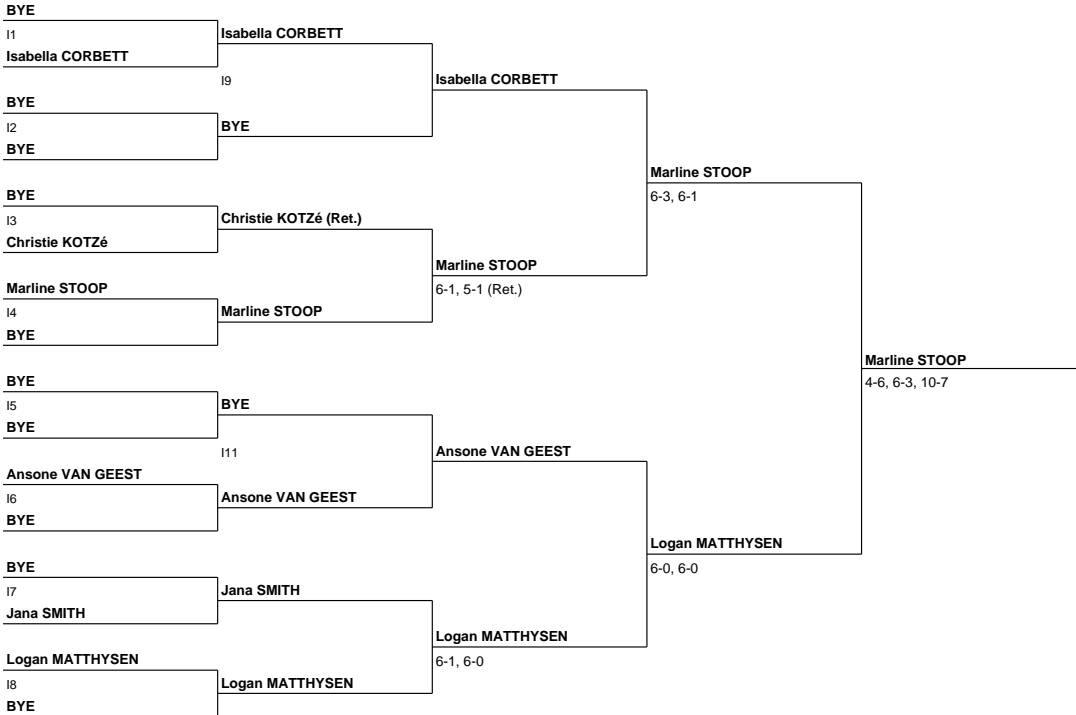 BYE
I1
Isabella CORBETT
BYE
I2
BYE
BYE
I3
Christie KOTZé
Marline STOOP
I4
BYE
BYE
I5
BYE
Ansone VAN GEEST
I6
BYE
BYE
I7
Jana SMITH
Logan MATTHYSEN
I8
BYE
Isabella CORBETT
I9
BYE
Christie KOTZé (Ret.)
Marline STOOP
BYE
I11
Ansone VAN GEEST
Jana SMITH
Logan MATTHYSEN
Isabella CORBETT
Marline STOOP
6-1, 5-1 (Ret.)
Ansone VAN GEEST
Logan MATTHYSEN
6-1, 6-0
Marline STOOP
6-3, 6-1
Logan MATTHYSEN
6-0, 6-0
Marline STOOP
4-6, 6-3, 10-7